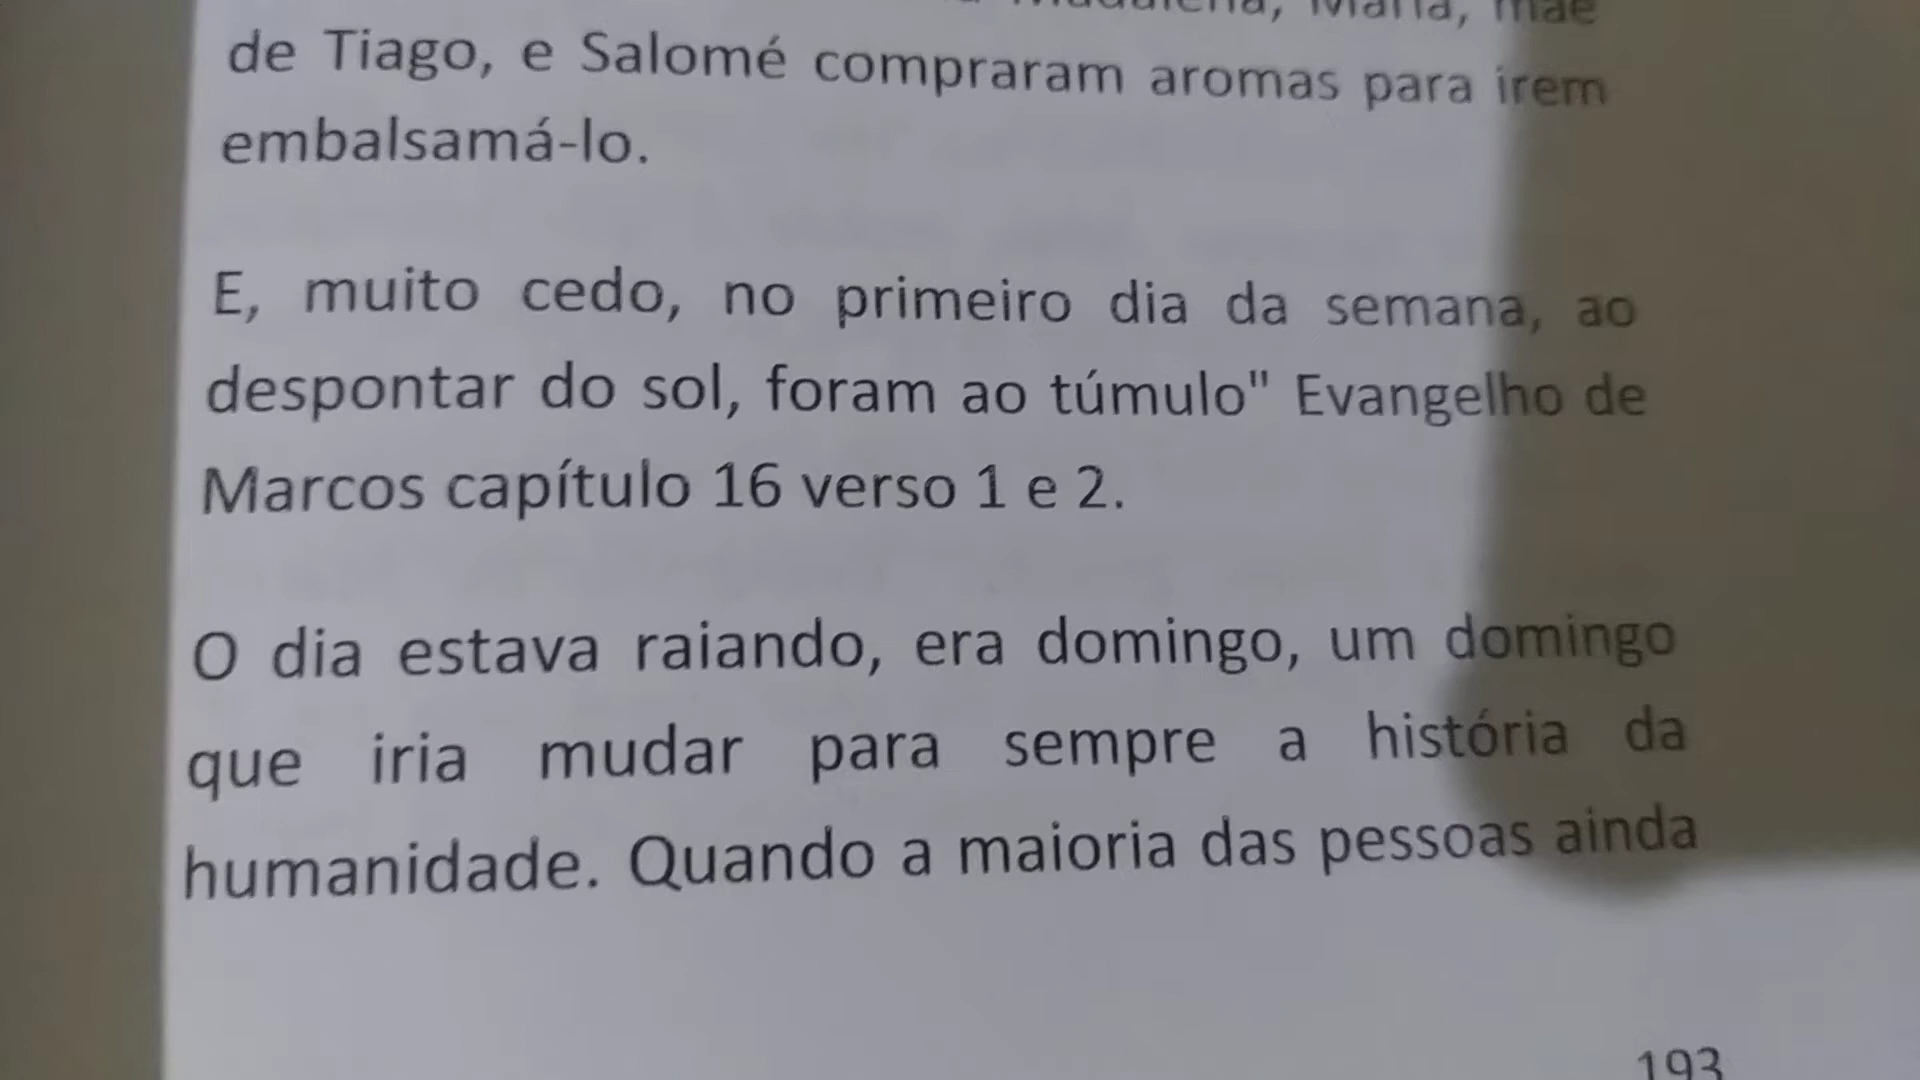 Maria, mãe
de Tiago, e Salomé compraram aromas para irem
embalsamá-lo.
E, muito cedo, no primeiro dia da semana, ao
despontar do sol, foram ao túmulo" Evangelho de
Marcos capítulo 16 verso 1 e 2.
O dia estava raiando, era domingo, um domingo
que iria mudar para sempre a história da
humanidade. Quando a maioria das pessoas ainda
193